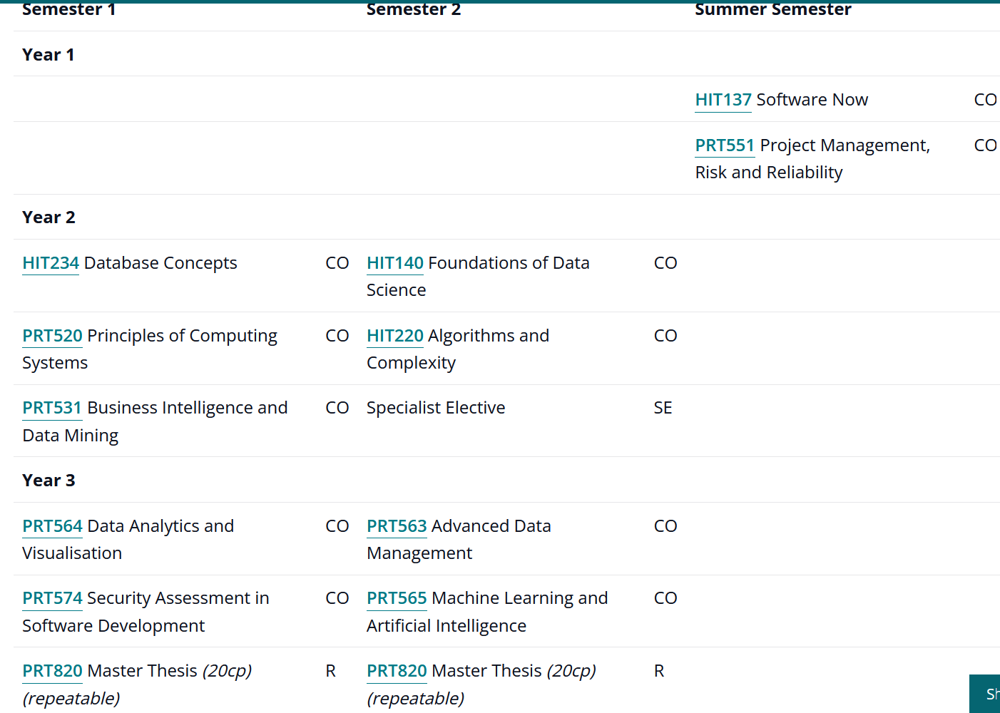 Semester 1 Semester 2 Summer Semester
Year 1
HIT137 Software Now CO
PRT551 Project Management, CO
Risk and Reliability
Year 2
HIT234 Database Concepts CO HIT140 Foundations of Data CO
Science
PRT520 Principles of Computing CO HIT220 Algorithms and CO
Systems Complexity
PRT531 Business Intelligence and CO Specialist Elective SE
Data Mining
Year 3
PRT564 Data Analytics and CO PRT563 Advanced Data CO
Visualisation Management
PRT574 Security Assessment in CO PRT565 Machine Learning and CO
Software Development Artificial Intelligence
PRT820 Master Thesis (20cp) R PRT820 Master Thesis (20cp) R
(repeatable) (repeatable)